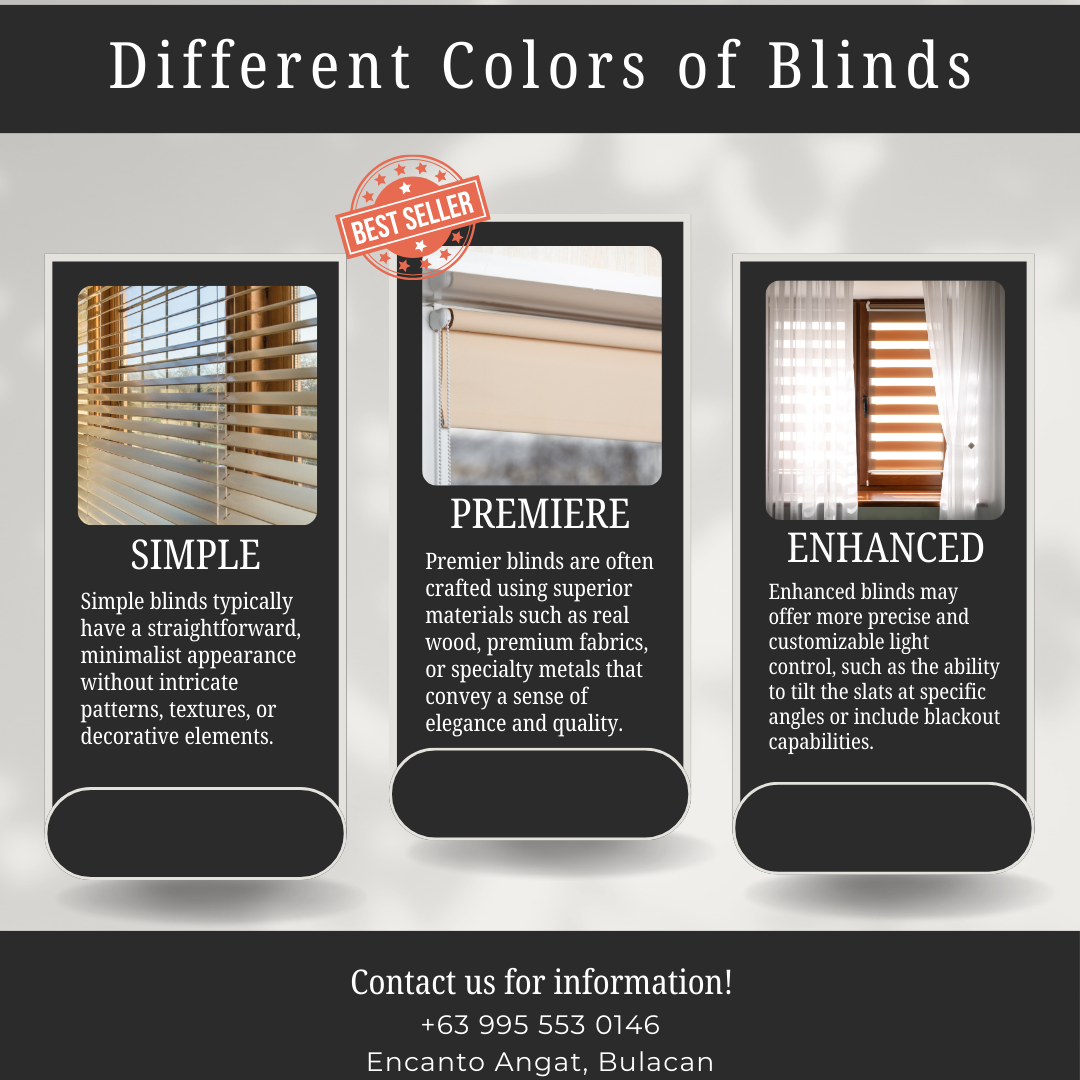 Different Colors of Blinds
BEST SELLER
SIMPLE
Simple blinds typically
have a straightforward,
minimalist appearance
without intricate
patterns, textures, or
decorative elements.
PREMIERE
Premier blinds are often
crafted using superior
materials such as real
wood, premium fabrics,
or specialty metals that
convey a sense of
elegance and quality.
ENHANCED
Enhanced blinds may
offer more precise and
customizable light
control, such as the ability
to tilt the slats at specific
angles or include blackout
capabilities.
Contact us for information!
+63 995 553 0146
Encanto Angat, Bulacan